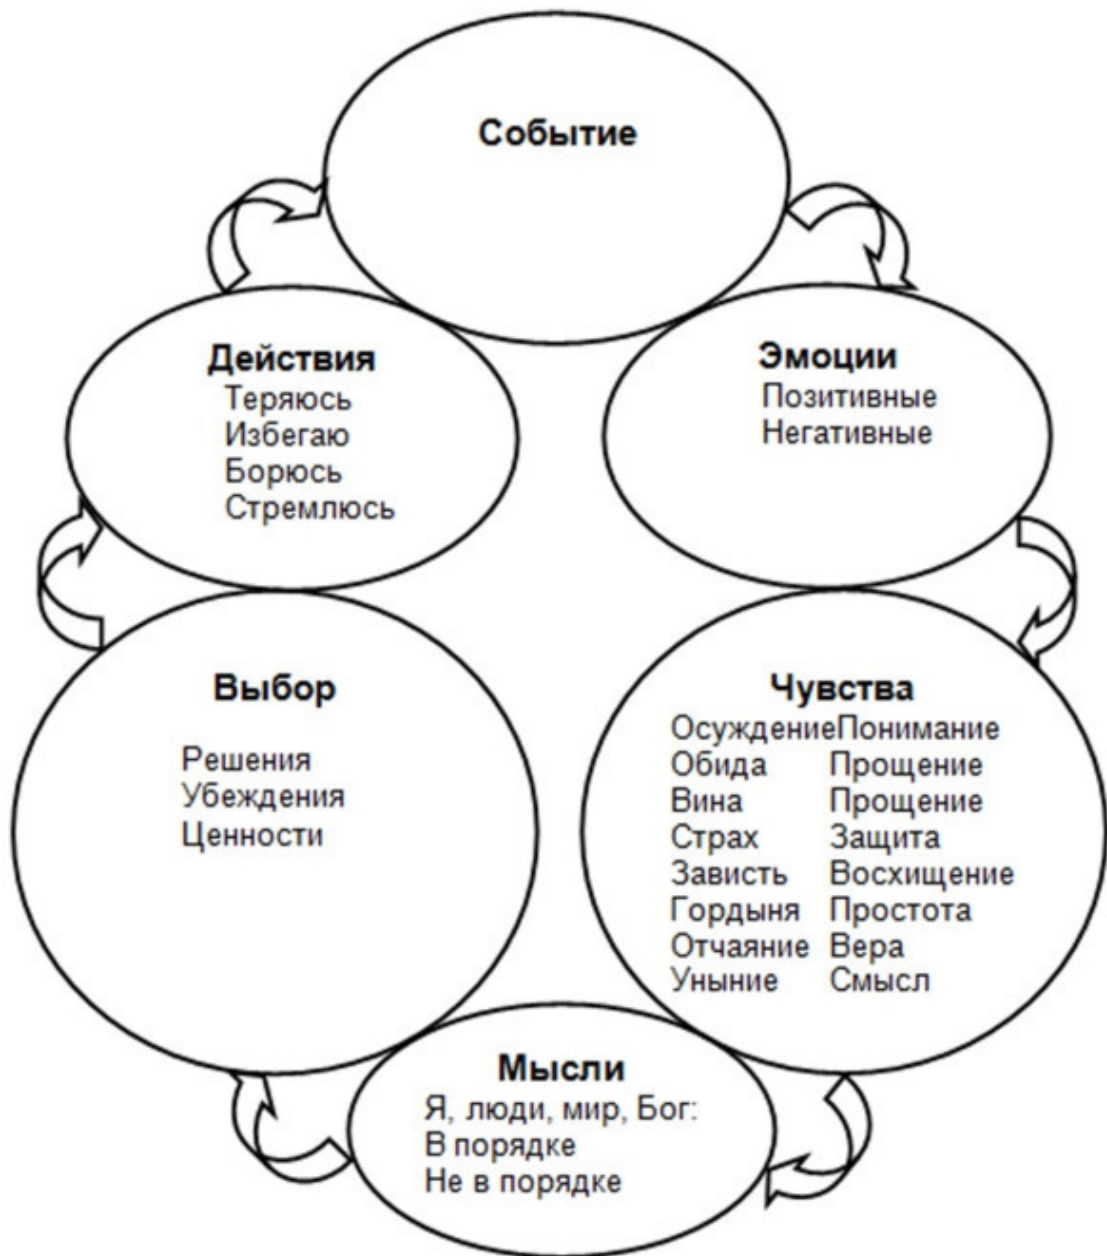 Событие
Действия
Теряюсь
Избегаю
Борюсь
Стремлюсь
Эмоции
Позитивные
Негативные
Выбор
Решения
Убеждения
Ценности
Чувства
ОсуждениеПонимание
Обида Прощение
Вина Прощение
Страх Защита
Зависть Восхищение
Гордыня Простота
Отчаяние Вера
Уныние Смысл
Мысли
Я, люди, мир, Бог:
В порядке
Не в порядке